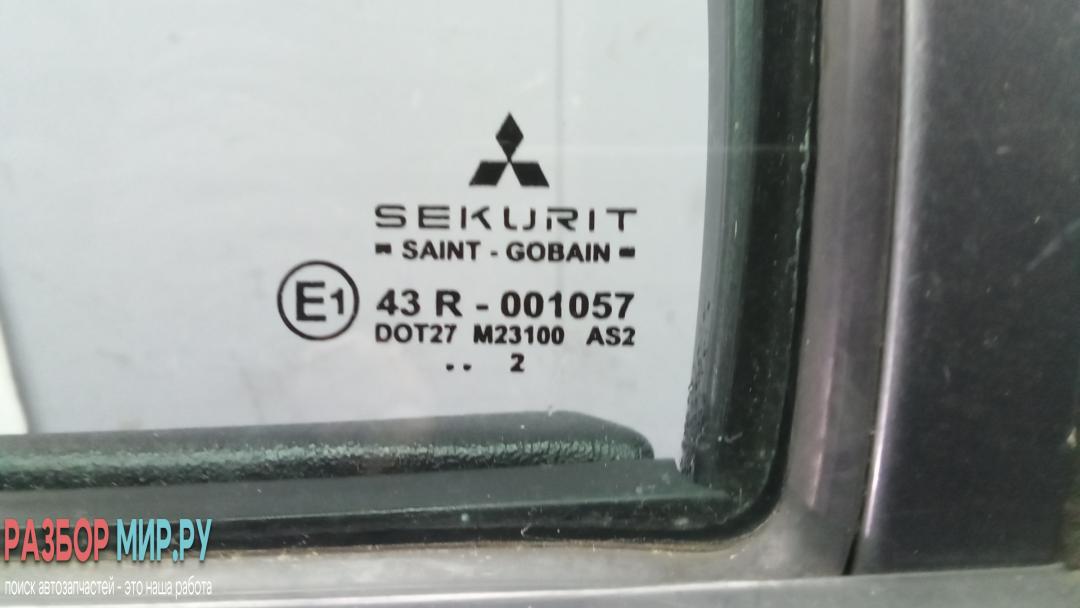 SEKURIT
SAINT - GOBAIN
E1 43 R - 001057
DOT27 M23100 AS2
.. 2
РАЗБОР МИР.РУ
поиск автозапчастей - это наша работа